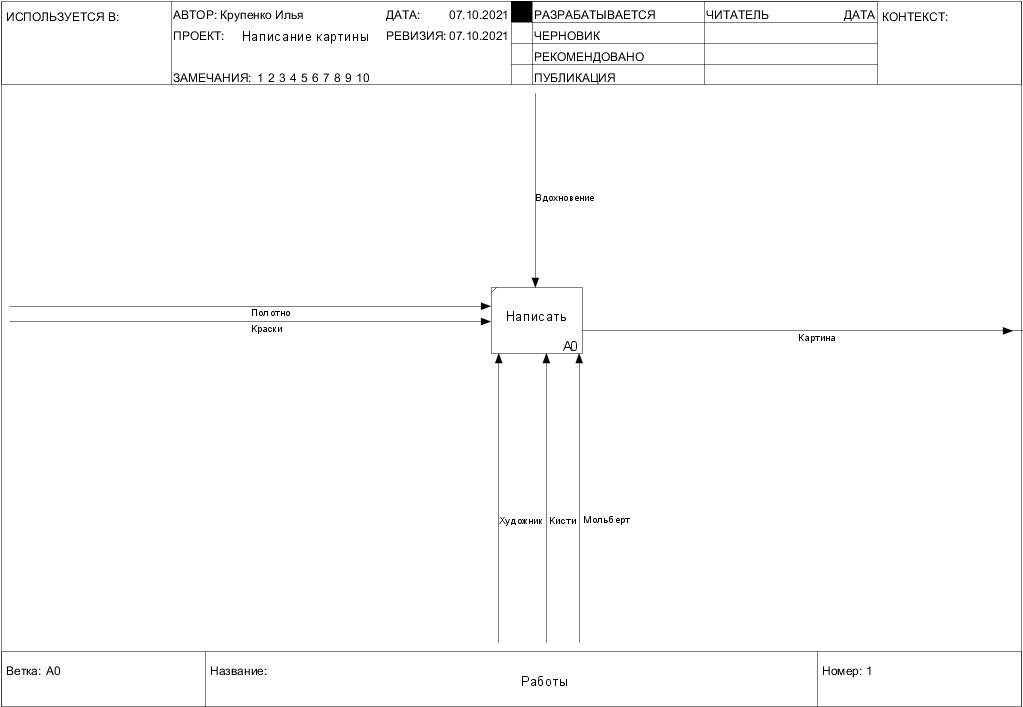 ИСПОЛЬЗУЕТСЯ В:
АВТОР: Крупенко Илья
ДАТА: 07.10.2021
ПРОЕКТ: Написание картины
РЕВИЗИЯ: 07.10.2021
ЗАМЕЧАНИЯ: 1 2 3 4 5 6 7 8 9 10
РАЗРАБАТЫВАЕТСЯ
ЧЕРНОВИК
РЕКОМЕНДОВАНО
ПУБЛИКАЦИЯ
ЧИТАТЕЛЬ ДАТА
КОНТЕКСТ:
Вдохновение
Полотно
Краски
Написать
A0
Картина
Художник
Кисти
Мольберт
Ветка: A0
Название:
Работы
Номер: 1